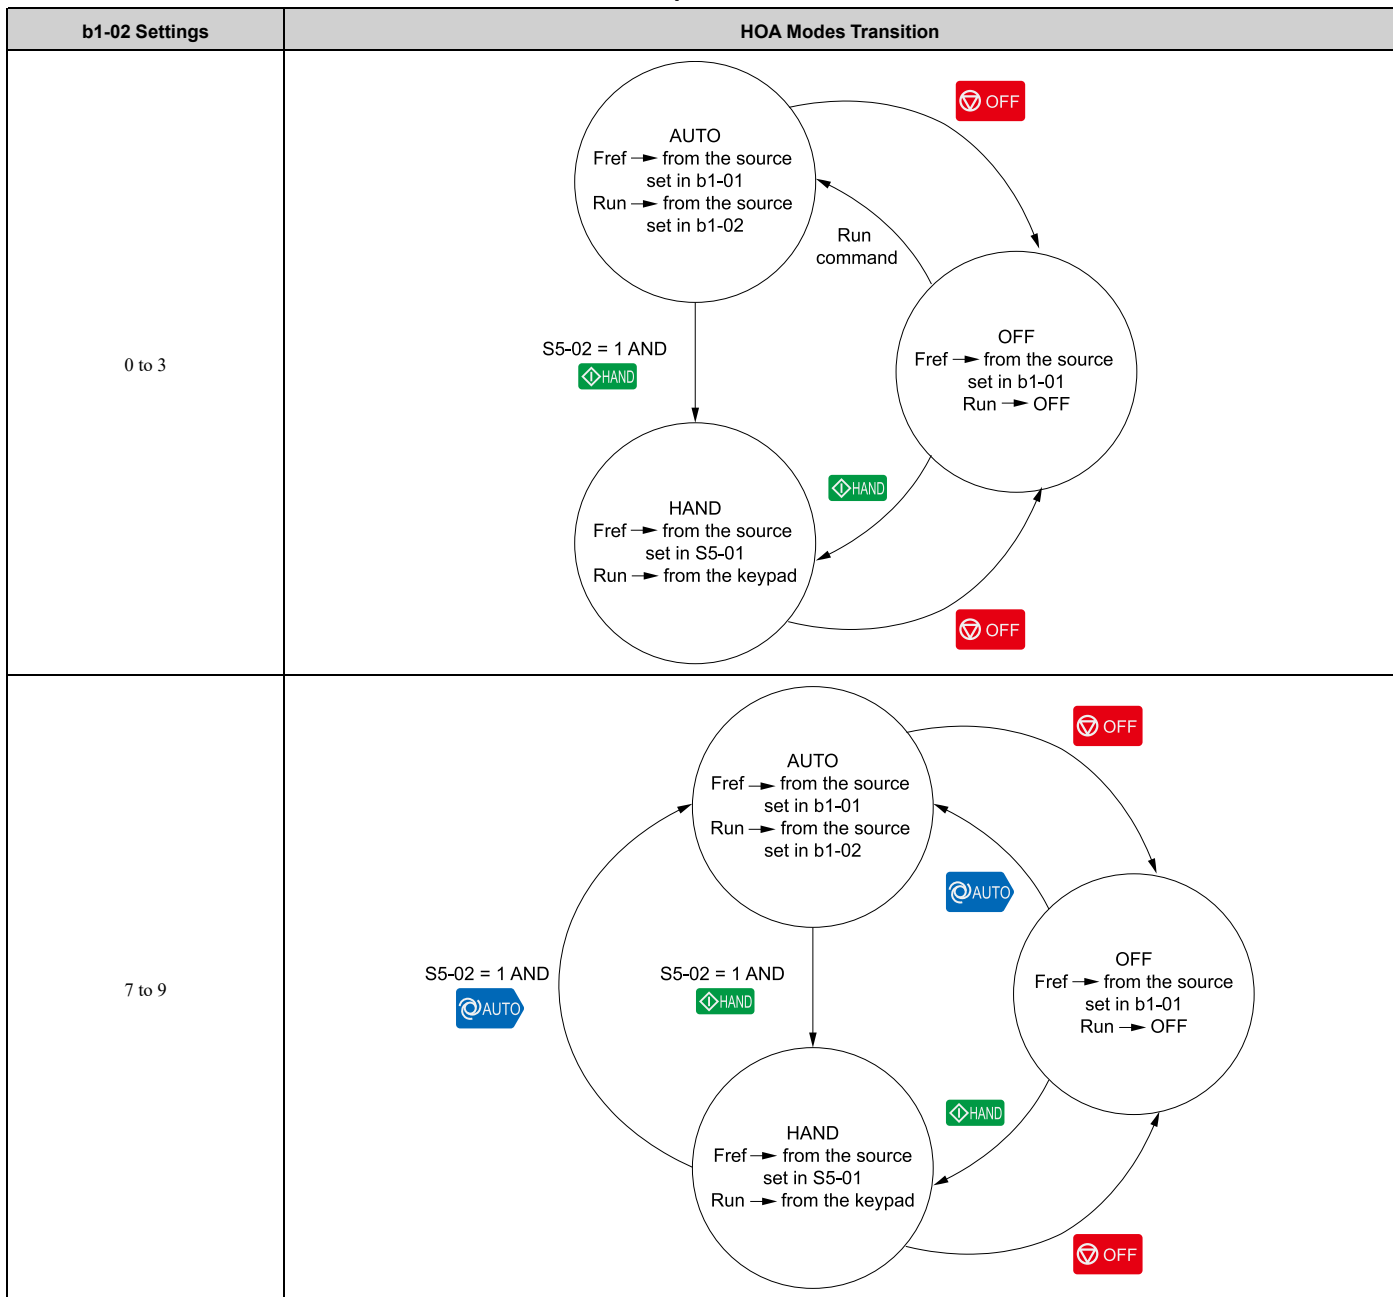 b1-02 Settings
HOA Modes Transition
0 to 3
AUTO
Fref → from the source
set in b1-01
Run → from the source
set in b1-02
OFF
Run
command
S5-02 = 1 AND
HAND
OFF
Fref → from the source
set in b1-01
Run → OFF
HAND
HAND
Fref → from the source
set in S5-01
Run → from the keypad
OFF
7 to 9
AUTO
Fref → from the source
set in b1-01
Run → from the source
set in b1-02
OFF
AUTO
S5-02 = 1 AND
AUTO
S5-02 = 1 AND
HAND
OFF
Fref → from the source
set in b1-01
Run → OFF
HAND
HAND
Fref → from the source
set in S5-01
Run → from the keypad
OFF